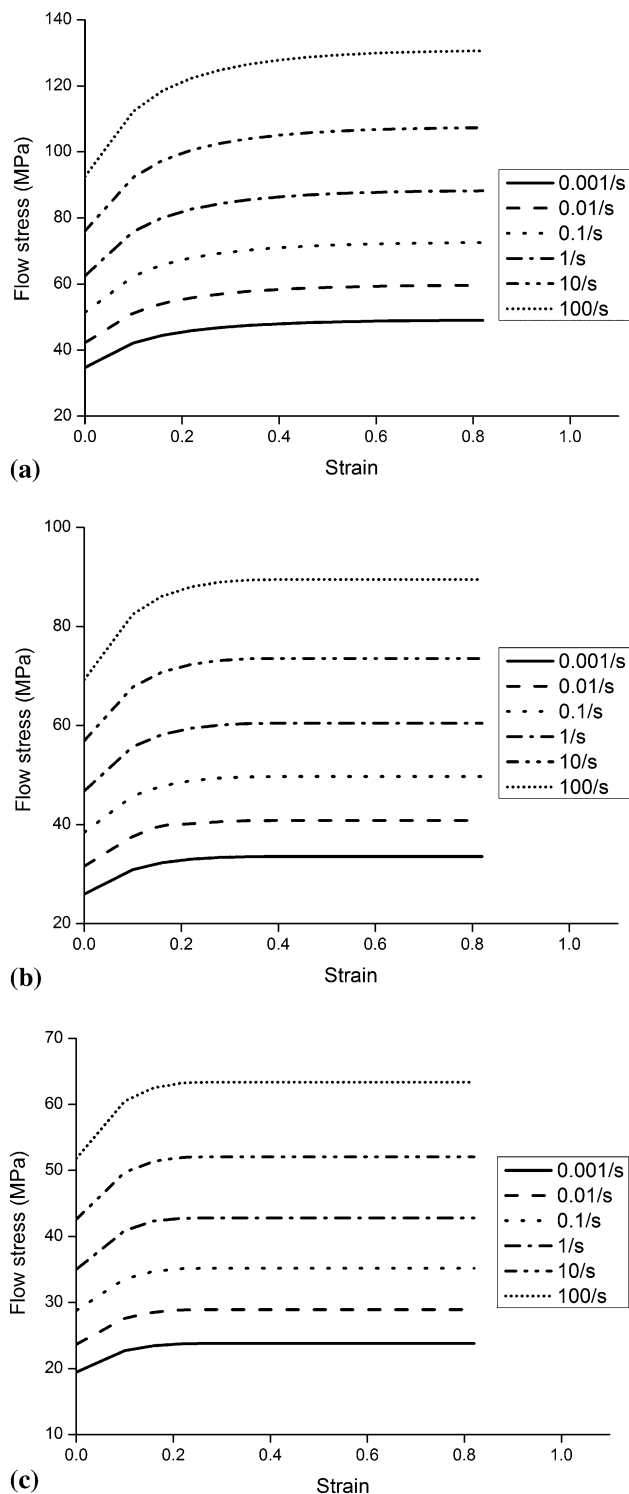 140
120
100
80
60
40
20
Flow stress (MPa)
0.001/s
0.01/s
0.1/s
1/s
10/s
100/s
0.0 0.2 0.4 0.6 0.8 1.0
Strain
(a)
100
80
60
40
20
Flow stress (MPa)
0.001/s
0.01/s
0.1/s
1/s
10/s
100/s
0.0 0.2 0.4 0.6 0.8 1.0
Strain
(b)
70
60
50
40
30
20
10
Flow stress (MPa)
0.001/s
0.01/s
0.1/s
1/s
10/s
100/s
0.0 0.2 0.4 0.6 0.8 1.0
Strain
(c)